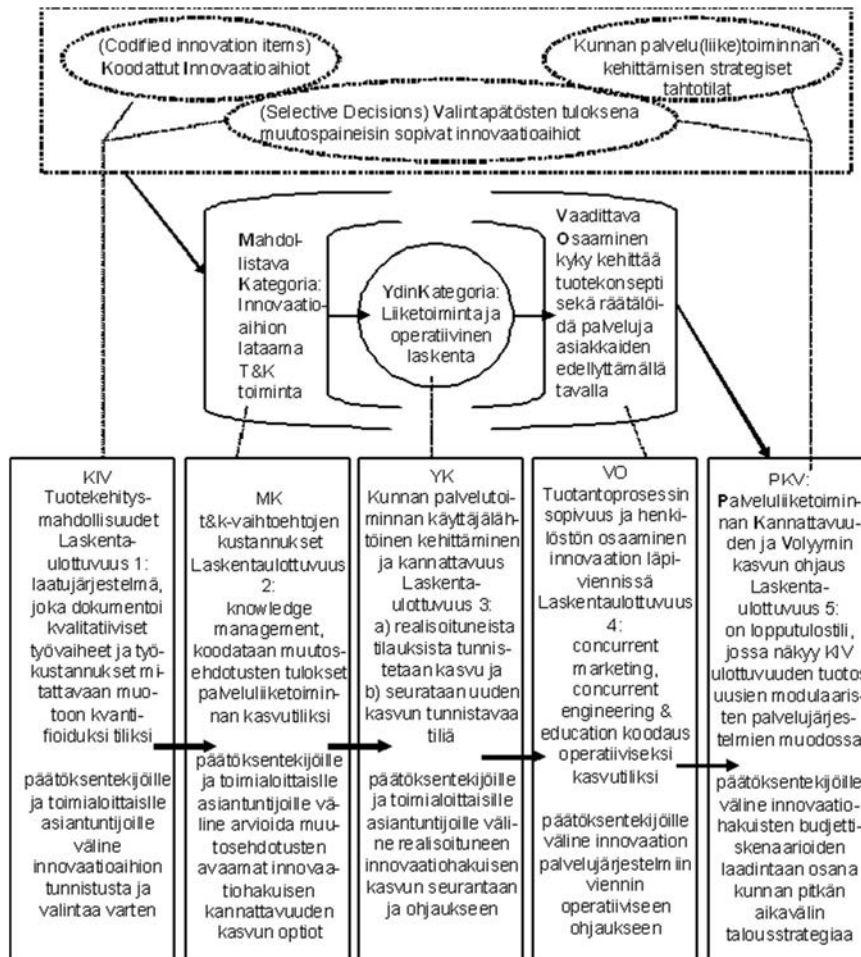 (Codified innovation items)
Koodattut Innovaatioaihiot
Kunnan palvelu(liike)toiminnan
kehittämisen strategiset
tahtotilat
(Selective Decisions) Valintapätösten tuloksena
muutospaineisin sopivat innovaatioaihiot
Mahdol-
listava
Kategoria:
Innovaatio-
aihion
lataama
T&K
toiminta
YdinKategoria:
Liiketoiminta ja
operatiivinen
laskenta
Vaadittava
Osaaminen
kyky kehittää
tuotekonsepti
sekä räätälöi-
dä palveluja
asiakkaiden
edellyttämällä
tavalla
KIV
Tuotekehitys-
mahdollisuudet
Laskenta-
ulottuvuus 1:
laatujärjestelmä,
joka dokumentoi
kvalitatiiviset
työvaiheet ja työ-
kustannukset mi-
tattavaan muo-
toon kvanti-
fioiduksi tiliksi
päätöksentekijöille
ja toimialoittaislle
asiantuntijoille
väline
innovaatioaihion
tunnistusta ja
valintaa varten
MK
t&k-vaihtoehtojen
kustannukset
Laskentaulottuvuus
2:
knowledge
management,
koodataan muutos-
ehdotusten tulokset
palveluliiketoimin-
nan kasvutiliksi
päätöksentekijöille
ja toimialoittaislle
asiantuntijoille vä-
line arvioida muu-
tosehdotusten
avaamat innovaa-
tiohakuisen
kannattavuuden
kasvun optiot
YK
Kunnan palvelutoi-
minnan käyttäjäläh-
töinen kehittäminen
ja kannattavuus
Laskenta-
ulottuvuus 3:
a) realisoituneista
tilauksista tunnis-
tetaan kasvu ja
b) seurataan uuden
kasvun tunnistavaa
tiliä
päätöksentekijöille
ja toimialoittaisille
asiantuntijoille väli-
ne realisoituneen
innovaatiohakuisen
kasvun seurantaan
ja ohjaukseen
VO
Tuotantoprosessin
sopivuus ja henki-
löstön osaaminen
innovaation läpi-
viennissä
Laskentaulottuvuus
4:
concurrent
marketing,
concurrent
engineering &
education koodaus
operatiiveseksi
kasvutiliksi
päätöksentekijöille
väline innovaation
palvelujärjestelmiin
viennin
operatiiviseen
ohjaukseen
PKV:
Palveluliiketoimin-
nan Kannattavuu-
den ja Volyymin
kasvun ohjaus
Laskenta-
ulottuvuus 5:
on lopputulostili,
jossa näkyy KIV
ulottuvuuden tuotos
uusien modulaaris-
ten palvelujärjes-
telmien muodossa
päätöksentekijöille
väline innovaatio-
hakuisten budjetti-
skenaarioiden
laadintaan osana
kunnan pitkän
aikavälin
talousstrategiaa